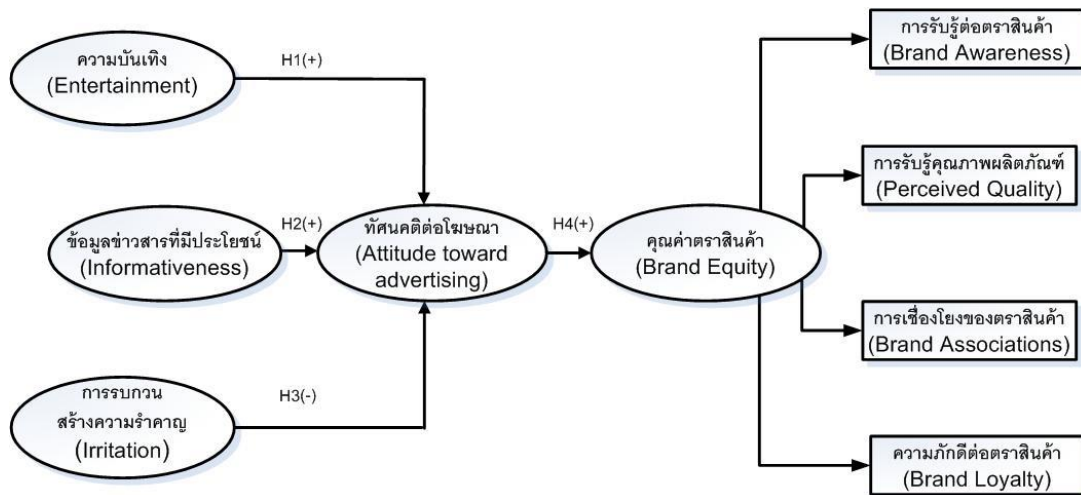 ความบันเทิง
(Entertainment)
H1(+)
ข้อมูลข่าวสารที่มีประโยชน์
(Informativeness)
H2(+)
การรบกวน
สร้างความรำคาญ
(Irritation)
H3(-)
ทัศนคติต่อโฆษณา
(Attitude toward
advertising)
H4(+)
คุณค่าตราสินค้า
(Brand Equity)
การรับรู้ต่อตราสินค้า
(Brand Awareness)
การรับรู้คุณภาพผลิตภัณฑ์
(Perceived Quality)
การเชื่องโยงของตราสินค้า
(Brand Associations)
ความภักดีต่อตราสินค้า
(Brand Loyalty)